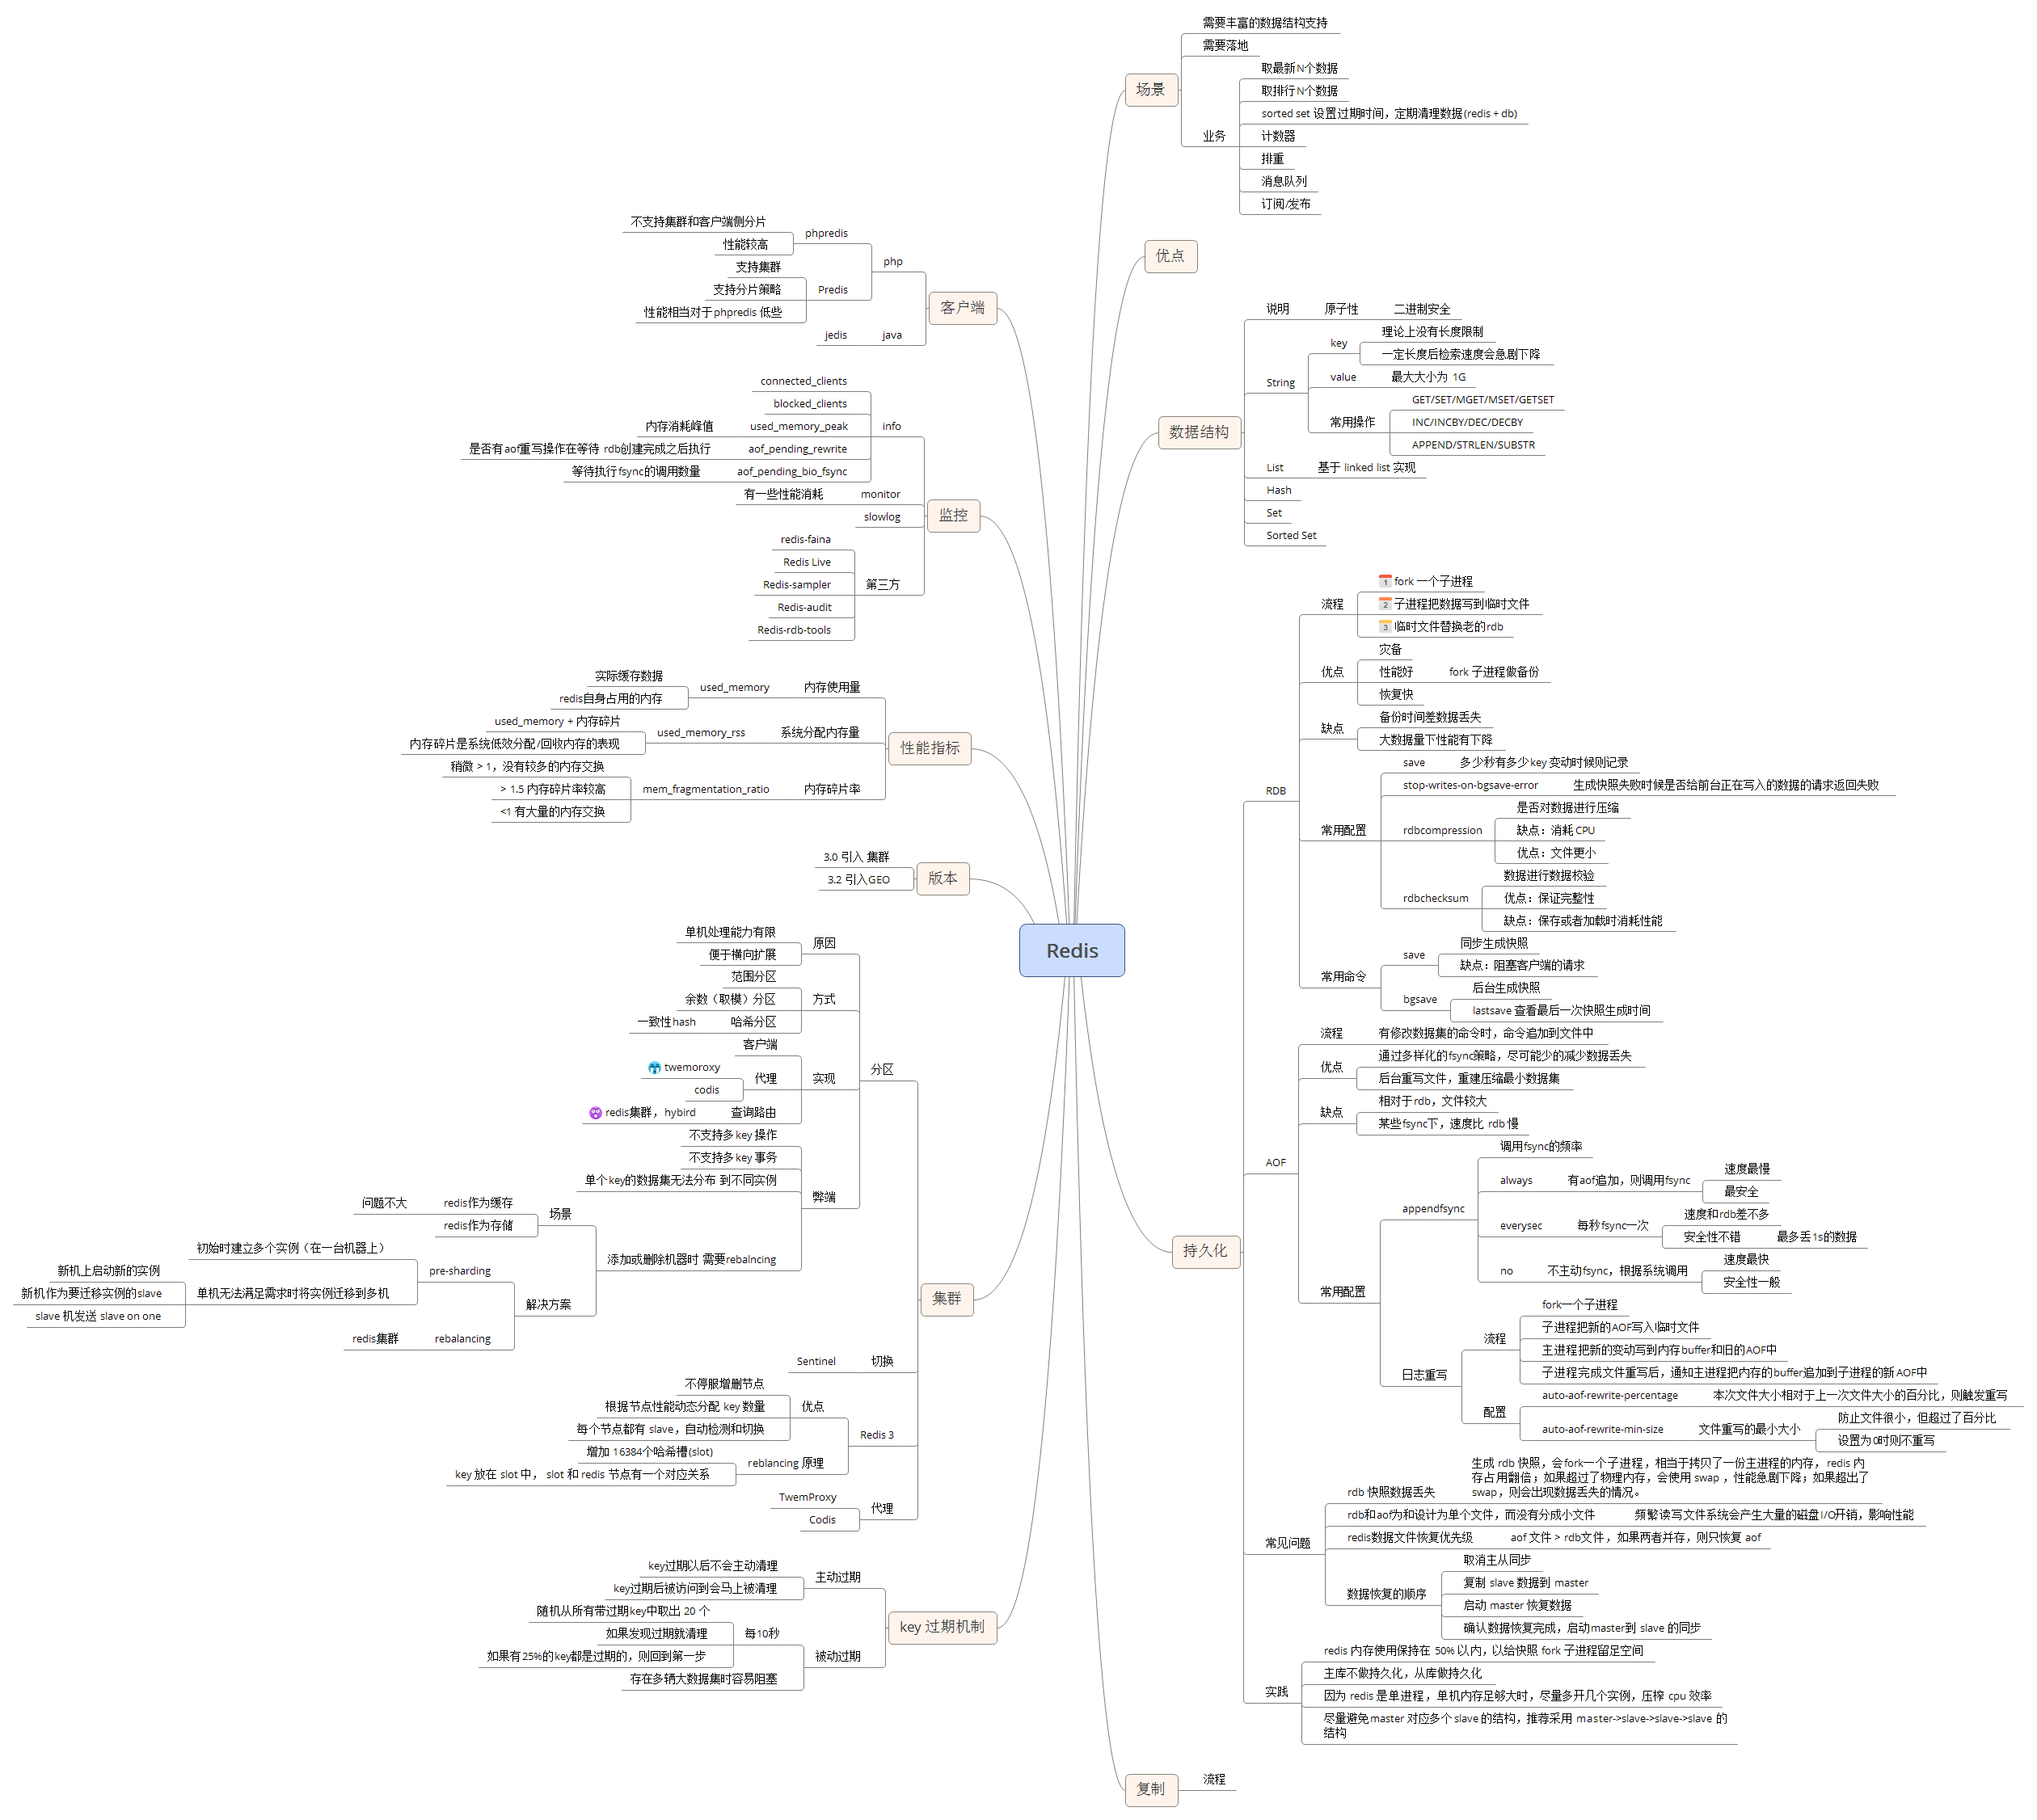 Redis
场景
需要丰富的数据结构支持
需要落地
业务
取最新N个数据
取排行N个数据
sorted set 设置过期时间，定期清理数据(redis + db)
计数器
排重
消息队列
订阅/发布
优点
数据结构
说明
原子性
二进制安全
String
key
理论上没有长度限制
一定长度后检索速度会急剧下降
value
最大大小为 1G
常用操作
GET/SET/MGET/MSET/GETSET
INC/INCBY/DEC/DECBY
APPEND/STRLEN/SUBSTR
List
基于 linked list 实现
Hash
Set
Sorted Set
持久化
RDB
流程
1 fork 一个子进程
2 子进程把数据写到临时文件
3 临时文件替换老的rdb
优点
灾备
性能好
fork 子进程做备份
恢复快
缺点
备份时间差数据丢失
大数据量下性能有下降
常用配置
save
多少秒有多少key 变动时候则记录
stop-writes-on-bgsave-error
生成快照失败时候是否给前台正在写入的数据的请求返回失败
rdbcompression
是否对数据进行压缩
缺点：消耗 CPU
优点：文件更小
rdbchecksum
数据进行数据校验
优点：保证完整性
缺点：保存或者加载时消耗性能
常用命令
save
同步生成快照
缺点：阻塞客户端的请求
bgsave
后台生成快照
lastsave 查看最后一次快照生成时间
AOF
流程
有修改数据集的命令时，命令追加到文件中
优点
通过多样化的fsync策略，尽可能少的减少数据丢失
后台重写文件，重建压缩最小数据集
缺点
相对于rdb，文件较大
某些fsync下，速度比 rdb 慢
常用配置
appendfsync
调用fsync的频率
always
有aof追加，则调用fsync
速度最慢
最安全
everysec
每秒fsync一次
速度和rdb差不多
安全性不错
最多丢1s的数据
no
不主动fsync，根据系统调用
速度最快
安全性一般
日志重写
流程
fork一个子进程
子进程把新的AOF写入临时文件
主进程把新的变动写到内存buffer和旧的AOF中
子进程完成文件重写后，通知主进程把内存的buffer追加到子进程的新AOF中
配置
auto-aof-rewrite-percentage
本次文件大小相对于上一次文件大小的百分比，则触发重写
auto-aof-rewrite-min-size
文件重写的最小大小
防止文件很小，但超过了百分比
设置为0时则不重写
常见问题
rdb 快照数据丢失
生成 rdb 快照，会fork一个子进程，相当于拷贝了一份主进程的内存，redis 内
存占用翻倍；如果超过了物理内存，会使用 swap ，性能急剧下降；如果超出了
swap，则会出现数据丢失的情况。
rdb和aof为和设计为单个文件，而没有分成小文件
频繁读写文件系统会产生大量的磁盘I/O开销，影响性能
redis数据文件恢复优先级
aof 文件 > rdb文件，如果两者并存，则只恢复 aof
数据恢复的顺序
取消主从同步
复制 slave 数据到 master
启动 master 恢复数据
确认数据恢复完成，启动master到 slave 的同步
实践
redis 内存使用保持在 50% 以内，以给快照 fork 子进程留足空间
主库不做持久化，从库做持久化
因为 redis 是单进程，单机内存足够大时，尽量多开几个实例，压榨 cpu 效率
尽量避免master 对应多个 slave 的结构，推荐采用 master->slave->slave->slave 的
结构
复制
流程
客户端
php
phpredis
不支持集群和客户端侧分片
性能较高
Predis
支持集群
支持分片策略
性能相当对于phpredis 低些
java
jedis
监控
info
connected_clients
blocked_clients
used_memory_peak
内存消耗峰值
aof_pending_rewrite
是否有aof重写操作在等待 rdb创建完成之后执行
aof_pending_bio_fsync
等待执行fsync的调用数量
monitor
有一些性能消耗
slowlog
第三方
redis-faina
Redis Live
Redis-sampler
Redis-audit
Redis-rdb-tools
性能指标
内存使用量
used_memory
实际缓存数据
redis自身占用的内存
系统分配内存量
used_memory_rss
used_memory + 内存碎片
内存碎片是系统低效分配/回收内存的表现
内存碎片率
mem_fragmentation_ratio
稍微 > 1，没有较多的内存交换
> 1.5 内存碎片率较高
<1 有大量的内存交换
版本
3.0 引入 集群
3.2 引入GEO
集群
分区
原因
单机处理能力有限
便于横向扩展
方式
范围分区
余数（取模）分区
哈希分区
一致性hash
实现
客户端
代理
twemoroxy
codis
查询路由
redis集群，hybird
弊端
不支持多 key 操作
不支持多 key 事务
单个key的数据集无法分布 到不同实例
添加或删除机器时 需要rebalncing
场景
redis作为缓存
问题不大
redis作为存储
解决方案
pre-sharding
初始时建立多个实例（在一台机器上）
单机无法满足需求时将实例迁移到多机
新机上启动新的实例
新机作为要迁移实例的slave
slave 机发送 slave on one
rebalancing
redis集群
切换
Sentinel
Redis 3
优点
不停服增删节点
根据节点性能动态分配 key 数量
每个节点都有 slave，自动检测和切换
reblancing 原理
增加 16384个哈希槽(slot)
key 放在 slot 中， slot 和 redis 节点有一个对应关系
代理
TwemProxy
Codis
key 过期机制
主动过期
key过期以后不会主动清理
key过期后被访问到会马上被清理
被动过期
每10秒
随机从所有带过期key中取出 20 个
如果发现过期就清理
如果有25%的key都是过期的，则回到第一步
存在多辆大数据集时容易阻塞